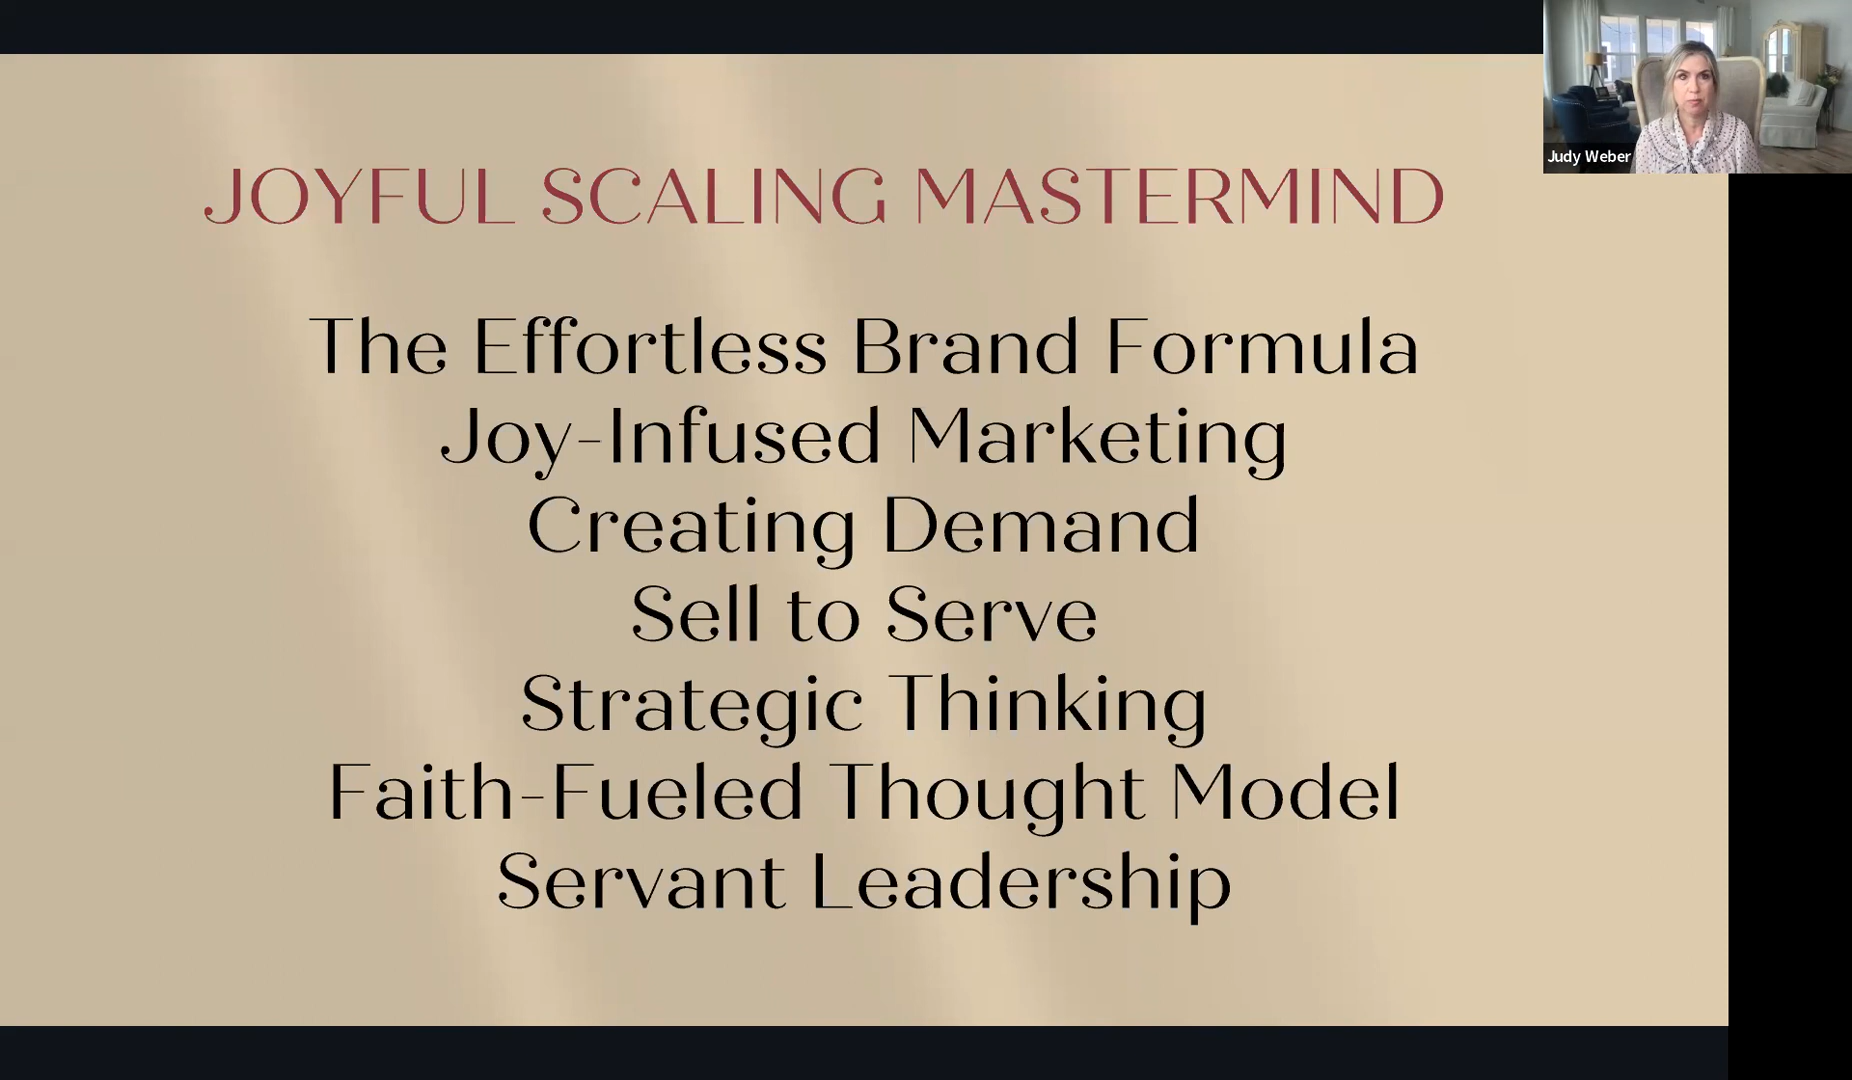 JOYFUL SCALING MASTERMIND
The Effortless Brand Formula
Joy-Infused Marketing
Creating Demand
Sell to Serve
Strategic Thinking
Faith-Fueled Thought Model
Servant Leadership
Judy Weber